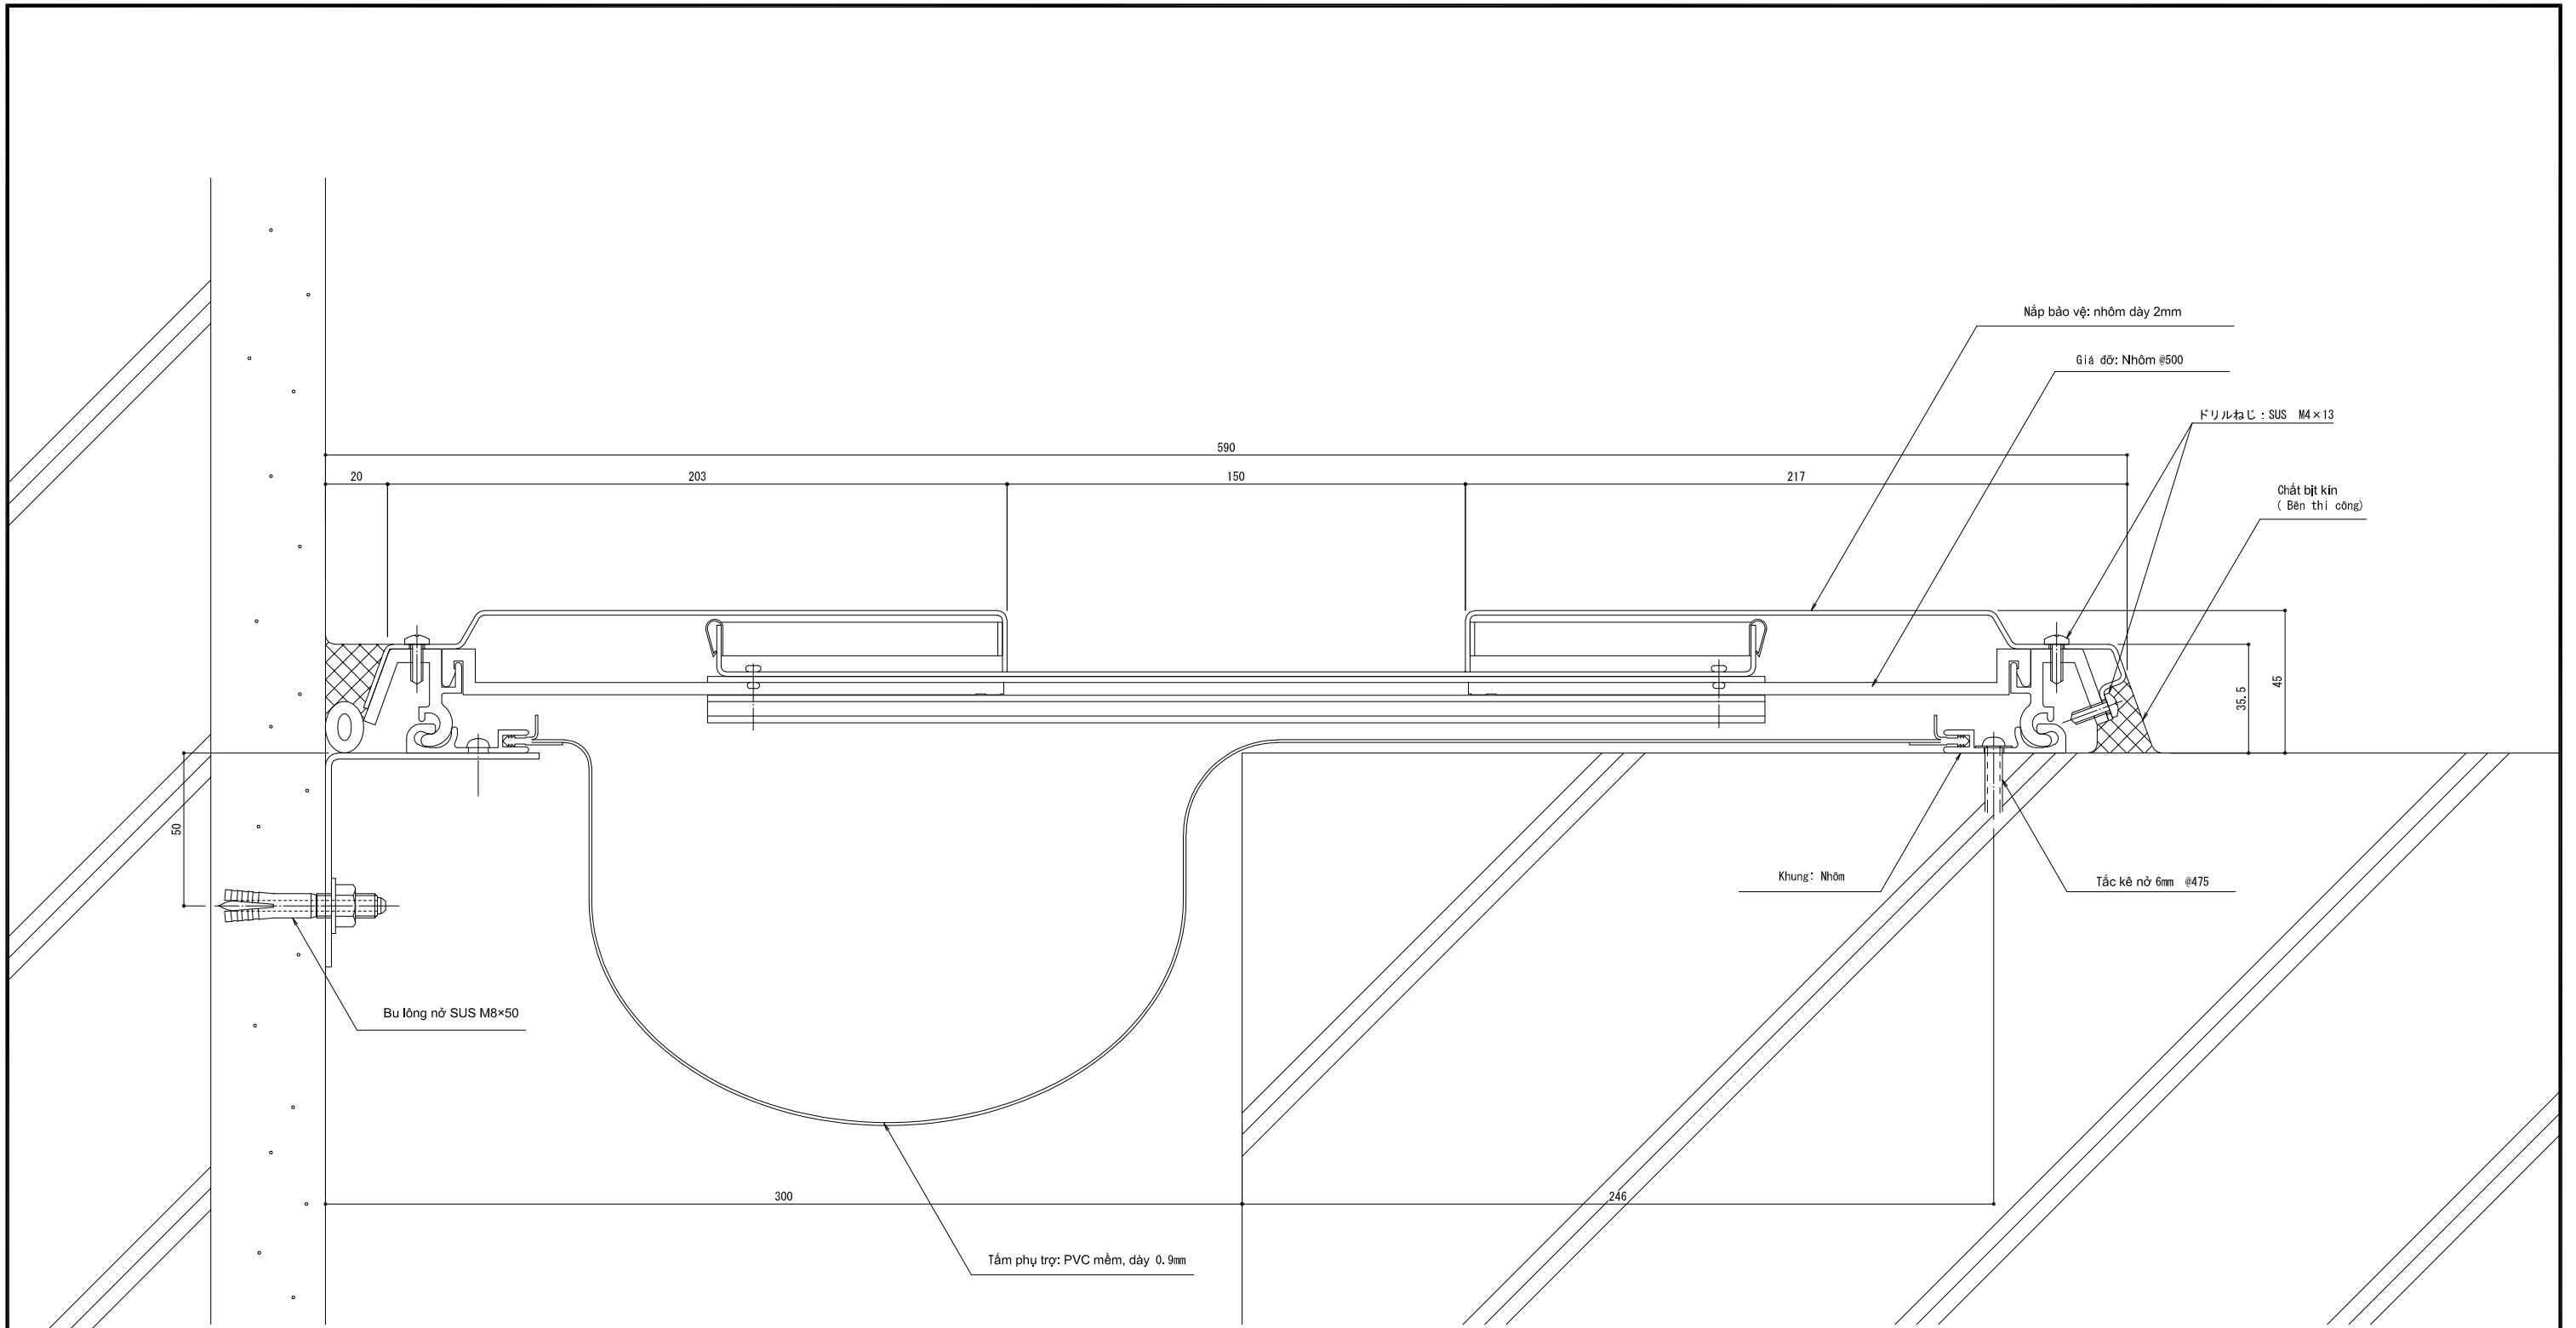 Nắp bảo vệ: nhôm dày 2mm
Giá đỡ: Nhôm @500
ドリルねじ：SUS M4×13
590
20
203
150
217
Chất bịt kín
( Bên thi công)
35.5
45
50
Khung: Nhôm
Tắc kê nở 6mm @475
Bu lông nở SUS M8×50
300
246
Tấm phụ trợ: PVC mềm, dày 0.9mm